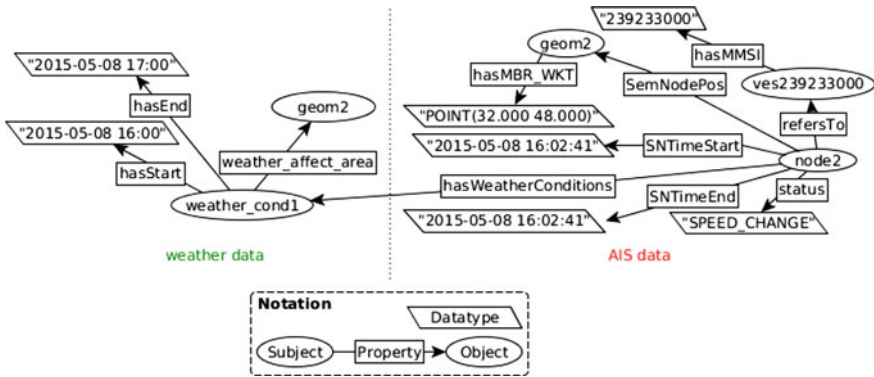 "239233000"
geom2
"2015-05-08 17:00"
hasMMSI
hasMBR_WKT
SemNodePos
ves239233000
hasEnd
geom2
"POINT(32.000 48.000)"
refersTo
"2015-05-08 16:00"
"2015-05-08 16:02:41"
SNTimeStart
weather_affect_area
node2
hasStart
hasWeatherConditions
status
weather_cond1
SNTimeEnd
"2015-05-08 16:02:41"
"SPEED_CHANGE"
weather data
AIS data
Notation
Datatype
Subject
Property
Object